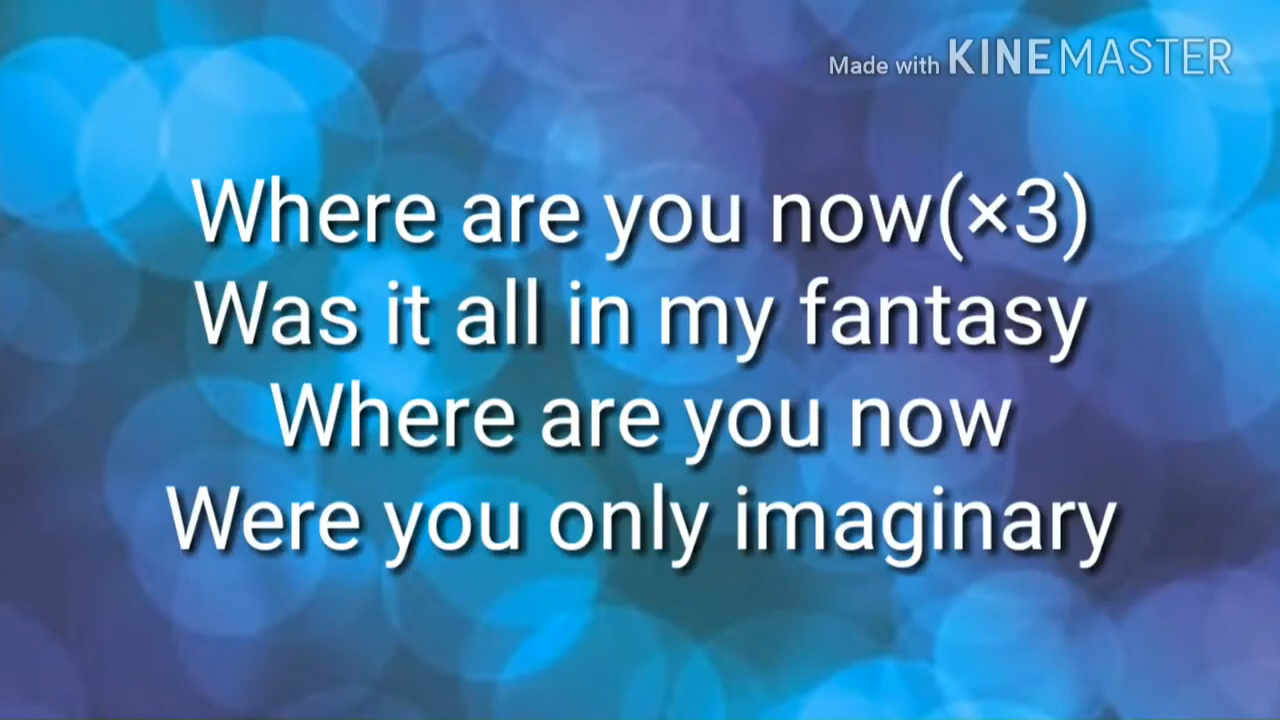 Made with KINEMASTER
Where are you now(×3)
Was it all in my fantasy
Where are you now
Were you only imaginary